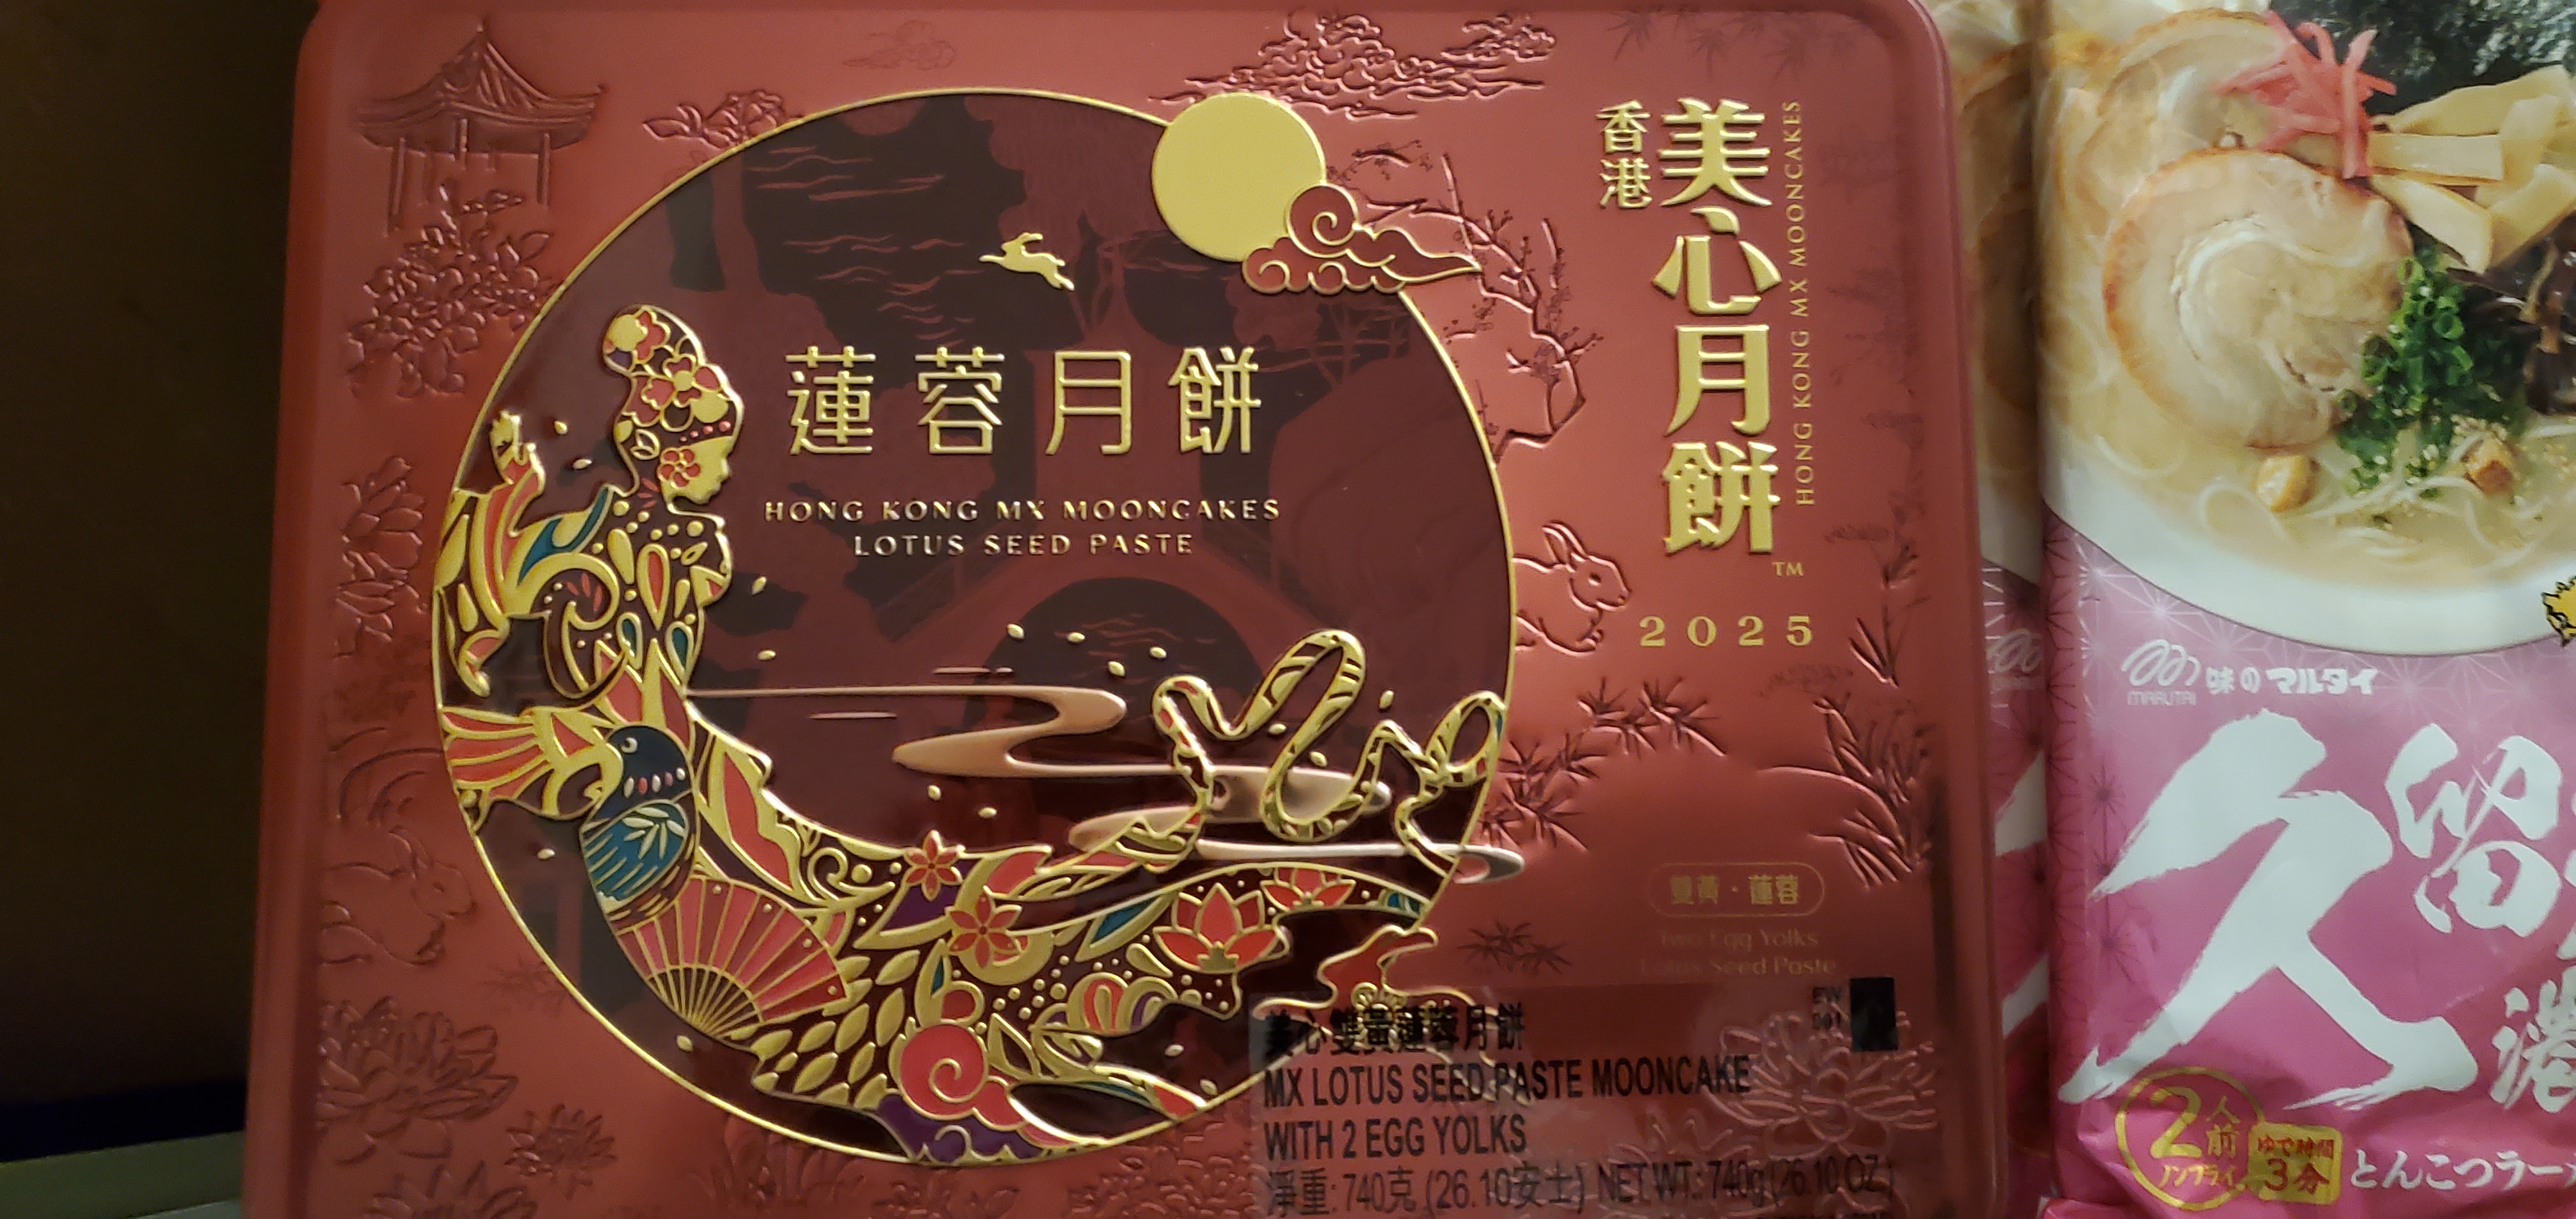 蓮蓉月餅
HONG KONG MX MOONCAKES
LOTUS SEED PASTE
香港
美心月餅
HONG KONG MX MOONCAKES
TM
2025
雙黃·蓮蓉
Two Egg Yolks
Lotus Seed Paste
美心雙黃蓮蓉月餅
MX LOTUS SEED PASTE MOONCAKE
WITH 2 EGG YOLKS
淨重: 740克 (26.10安士) NET WT.: 740g (26.10 OZ)
MARUTAI
味のマルタイ
久留
濃
2人前
ノンフライ
ゆで時間
3分
とんこつラー